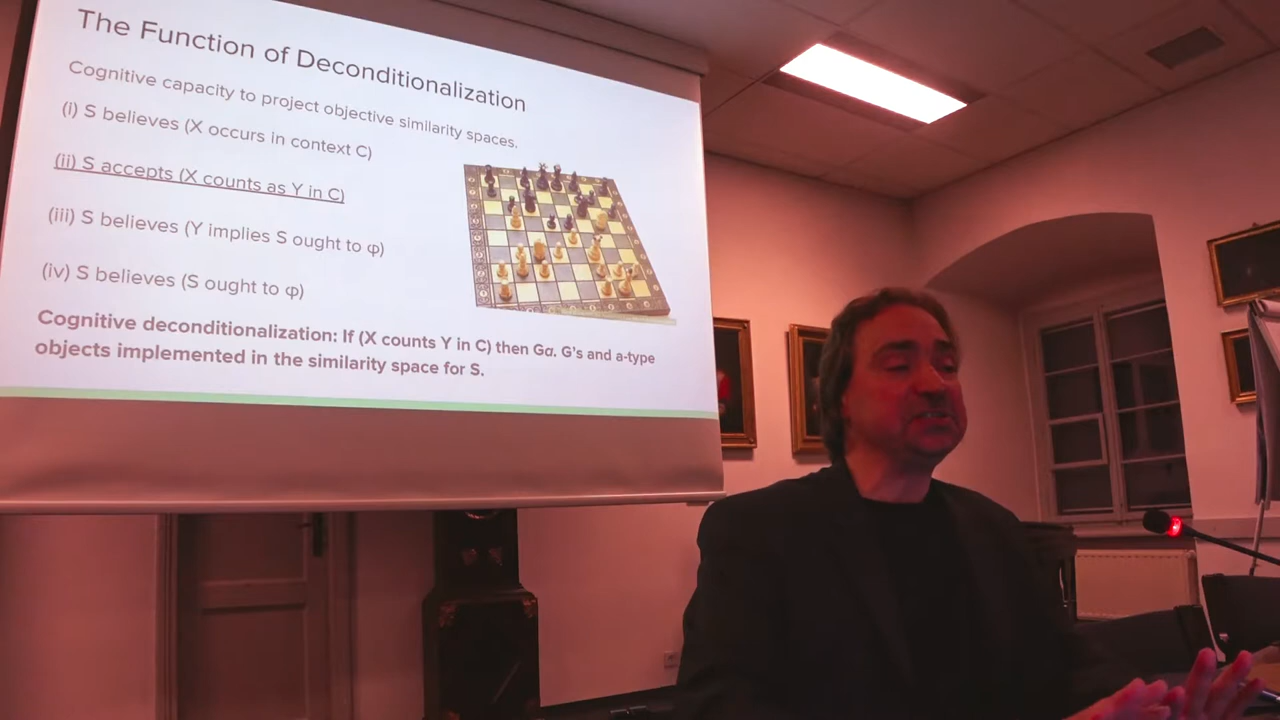 The Function of Deconditionalization
Cognitive capacity to project objective similarity spaces.
(i) S believes (X occurs in context C)
(ii) S accepts (X counts as Y in C)
(iii) S believes (Y implies S ought to φ)
(iv) S believes (S ought to φ)
Cognitive deconditionalization: If (X counts Y in C) then Gα. G's and a-type
objects implemented in the similarity space for S.